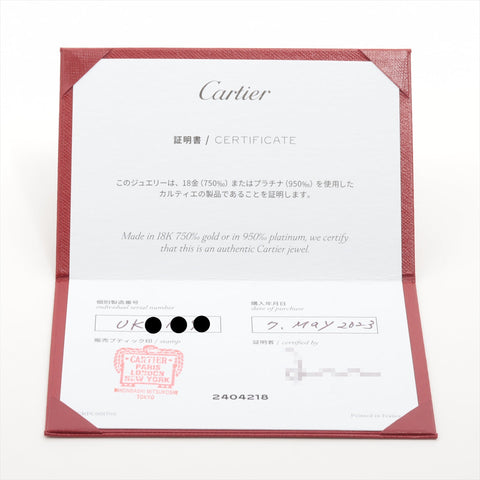 Cartier
証明書 / CERTIFICATE
このジュエリーは、18金(750‰)またはプラチナ(950‰)を使用した
カルティエの製品であることを証明します。
Made in 18K 750‰ gold or in 950‰ platinum, we certify
that this is an authentic Cartier jewel.
個別製造番号
individual serial number
購入年月日
date of purchase
UK
7. May 2023
販売ブティック印 / stamp
証明者 / certified by
CARTIER
PARIS
LONDON
NEW YORK
NIHONBASHI MITSUKOSHI
TOKYO
2404218
Printed in France